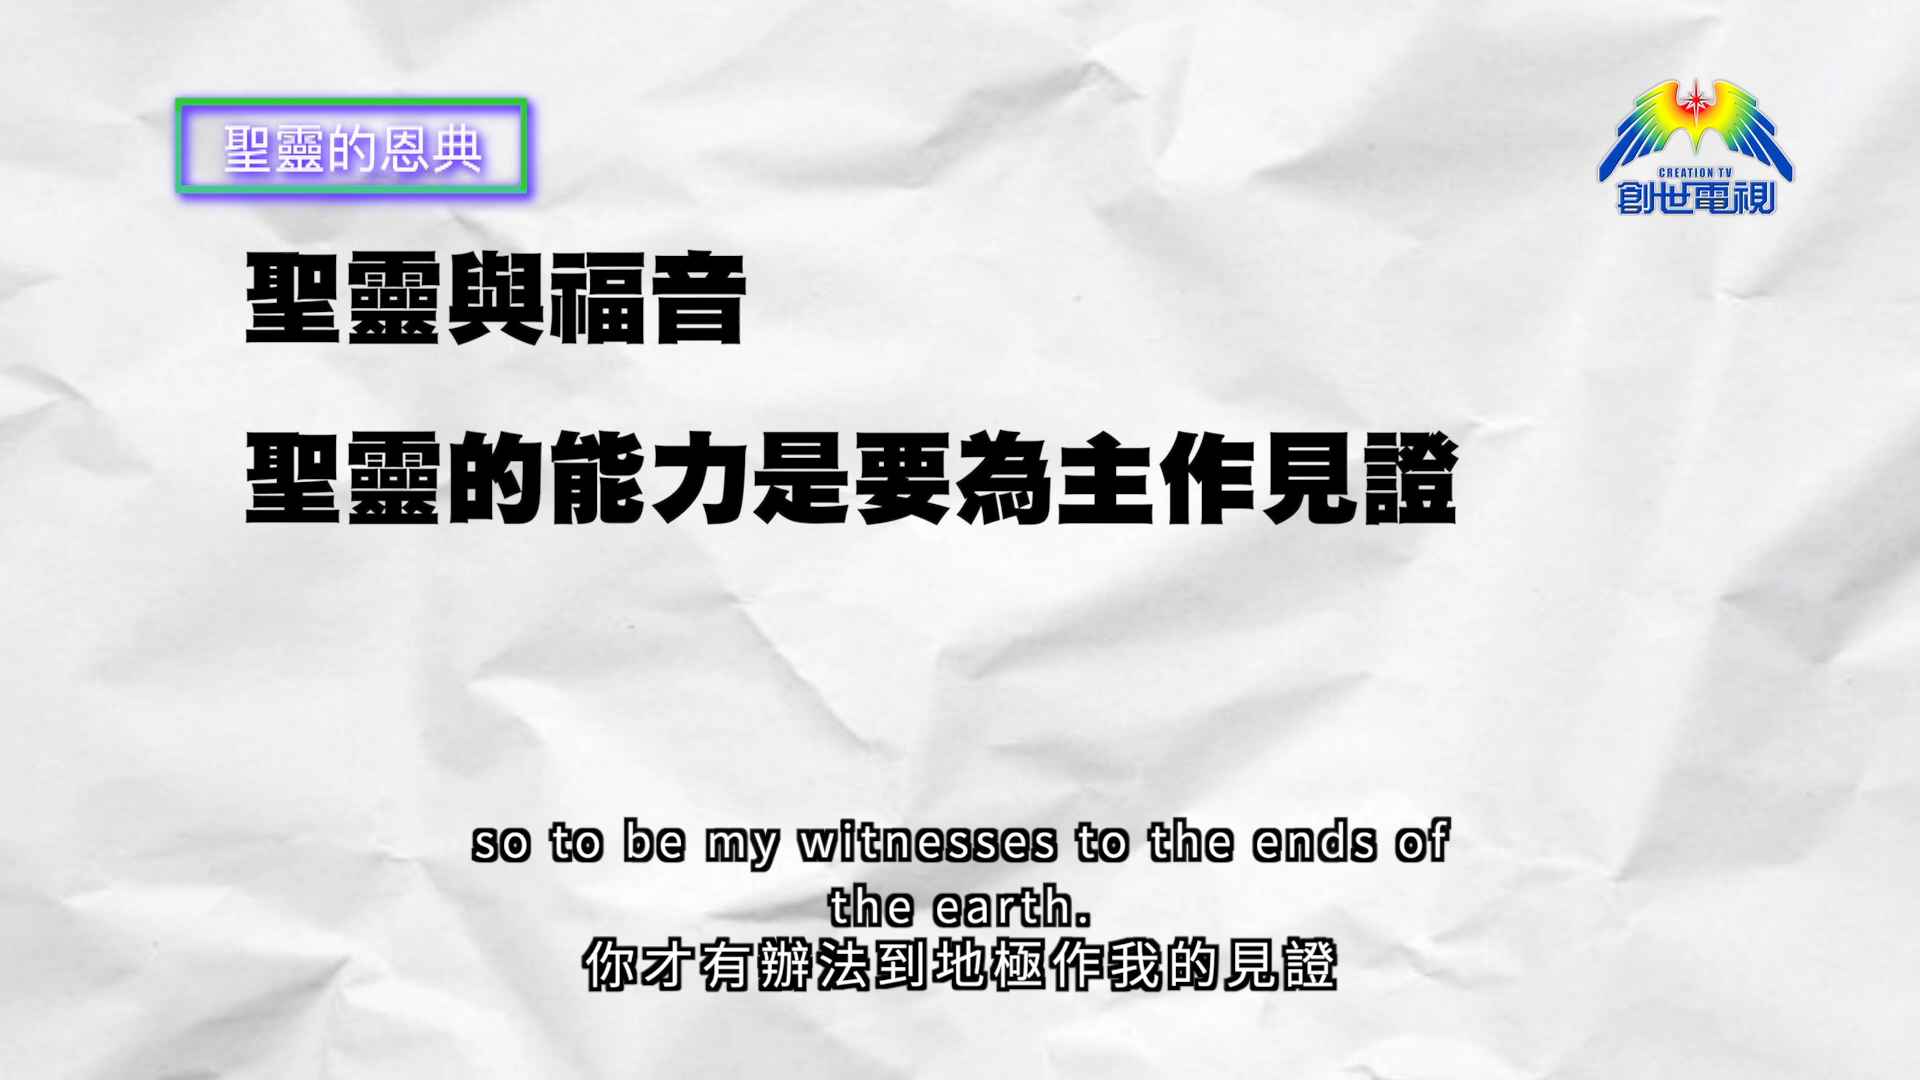 聖靈的恩典
CREATION TV
創世電視
聖靈與福音
聖靈的能力是要為主作見證
so to be my witnesses to the ends of
the earth.
你才有辦法到地極作我的見證